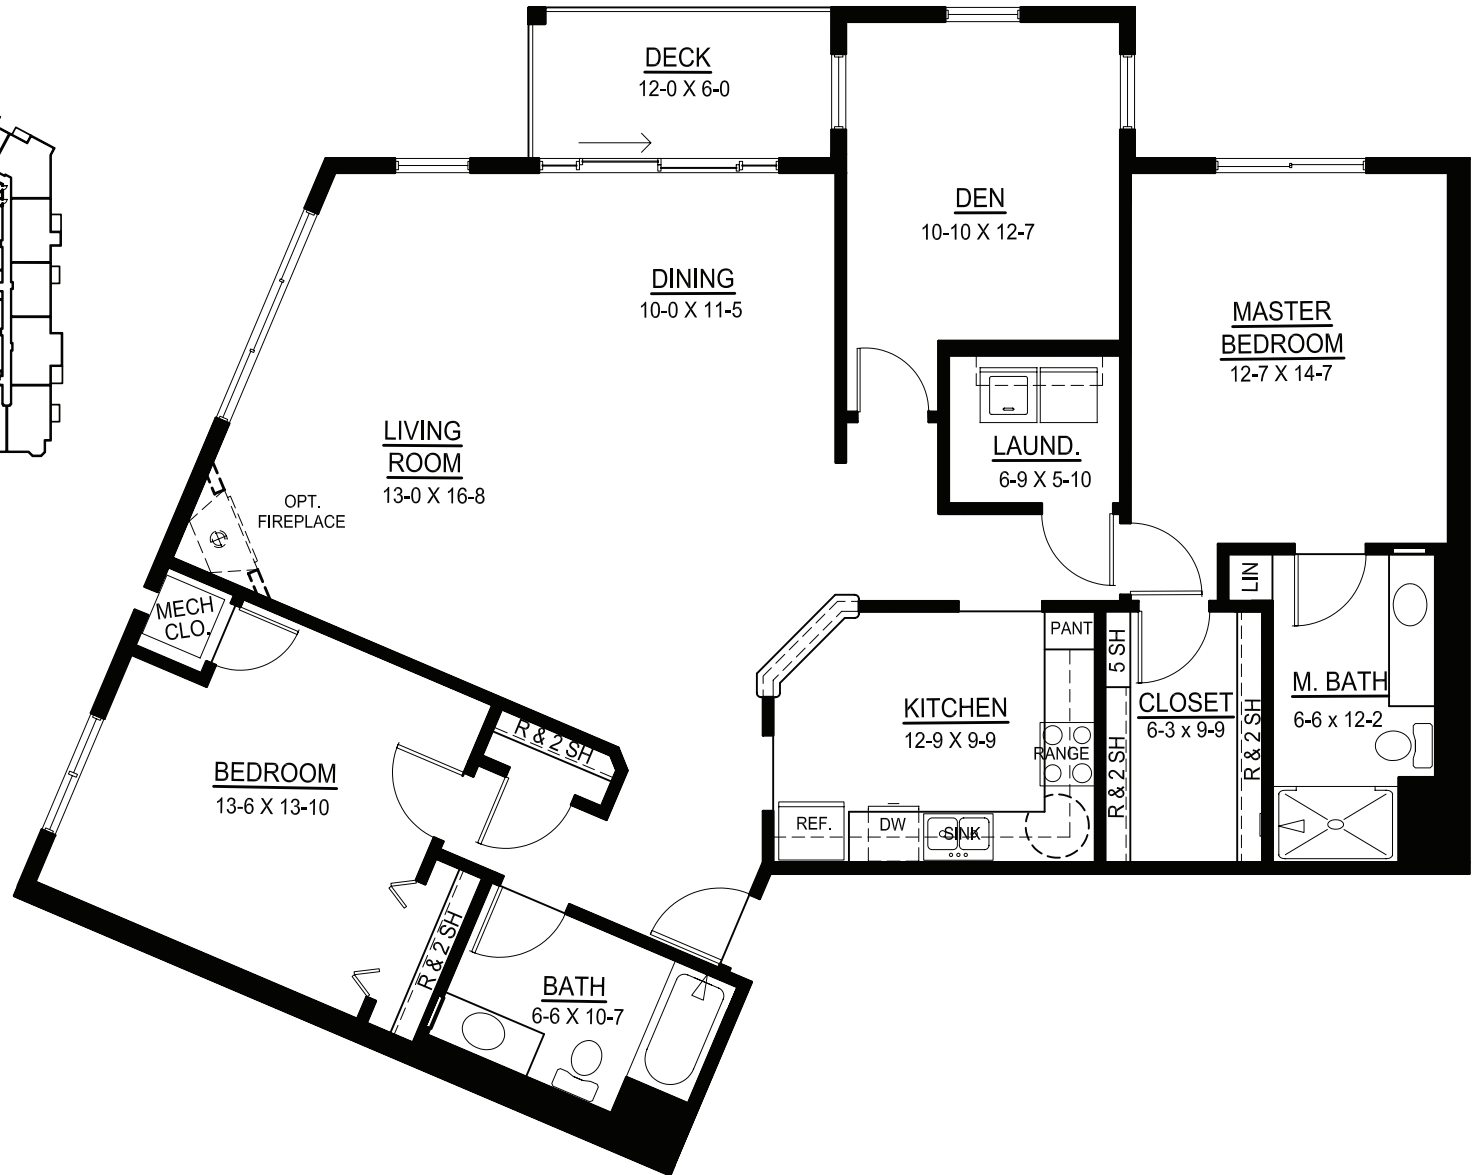 DECK
12-0 X 6-0
DEN
10-10 X 12-7
DINING
10-0 X 11-5
MASTER
BEDROOM
12-7 X 14-7
LIVING
ROOM
13-0 X 16-8
LAUND.
6-9 X 5-10
OPT.
FIREPLACE
MECH
CLO.
LIN
PANT
5 SH
KITCHEN
12-9 X 9-9
CLOSET
6-3 x 9-9
M. BATH
6-6 x 12-2
R & 2 SH
R & 2 SH
R & 2 SH
RANGE
BEDROOM
13-6 X 13-10
REF.
DW
SINK
R & 2 SH
BATH
6-6 X 10-7